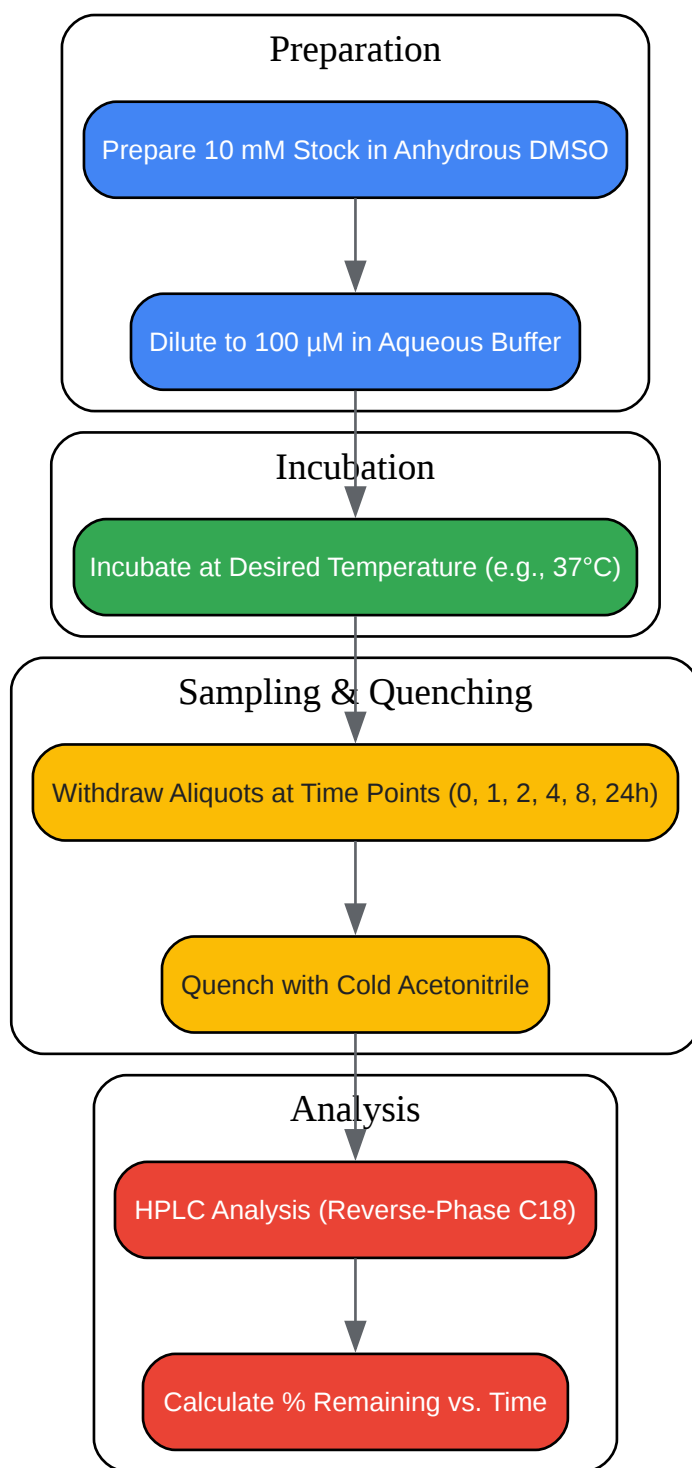 Preparation
Prepare 10 mM Stock in Anhydrous DMSO
Dilute to 100 µM in Aqueous Buffer
Incubation
Incubate at Desired Temperature (e.g., 37°C)
Sampling & Quenching
Withdraw Aliquots at Time Points (0, 1, 2, 4, 8, 24h)
Quench with Cold Acetonitrile
Analysis
HPLC Analysis (Reverse-Phase C18)
Calculate % Remaining vs. Time